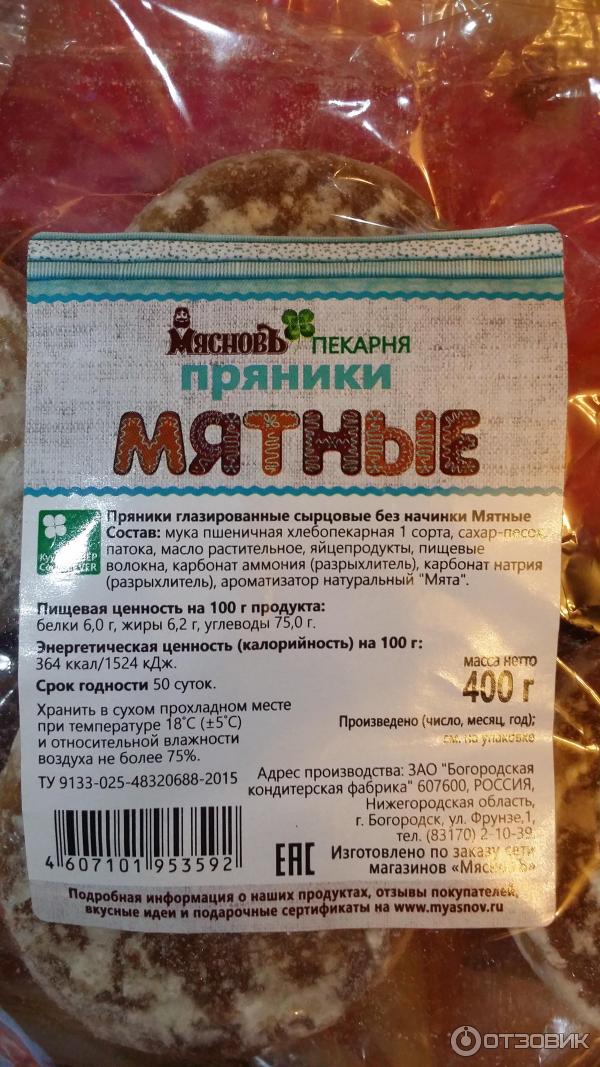 МЯСНОВЪ ПЕКАРНЯ
пряники
МЯТНЫЕ
Пряники глазированные сырцовые без начинки Мятные
Состав: мука пшеничная хлебопекарная 1 сорта, сахар-песок,
патока, масло растительное, яйцепродукты, пищевые
волокна, карбонат аммония (разрыхлитель), карбонат натрия
(разрыхлитель), ароматизатор натуральный "Мята".
Пищевая ценность на 100 г продукта:
белки 6,0 г, жиры 6,2 г, углеводы 75,0 г.
Энергетическая ценность (калорийность) на 100 г:
364 ккал/1524 кДж.
Срок годности 50 суток.
Хранить в сухом прохладном месте
при температуре 18°С (±5°С)
и относительной влажности
воздуха не более 75%.
ТУ 9133-025-48320688-2015
масса нетто
400 г
Произведено (число, месяц, год);
см. на упаковке
Адрес производства: ЗАО "Богородская
кондитерская фабрика" 607600, РОССИЯ,
Нижегородская область,
г. Богородск, ул. Фрунзе,1,
тел. (83170) 2-10-39.
Изготовлено по заказу сети
магазинов «МясновЪ»
4 607101 953592
ЕАС
Подробная информация о наших продуктах, отзывы покупателей,
вкусные идеи и подарочные сертификаты на www.myasnov.ru
ОТЗОВИК